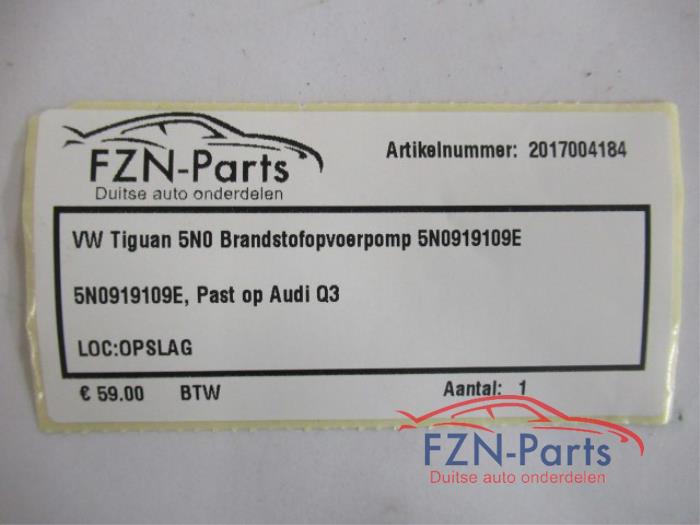 FZN-Parts
Duitse auto onderdelen
Artikelnummer: 2017004184
VW Tiguan 5N0 Brandstofopvoerpomp 5N0919109E
5N0919109E, Past op Audi Q3
LOC:OPSLAG
€ 59.00 BTW Aantal: 1
FZN-Parts
Duitse auto onderdelen